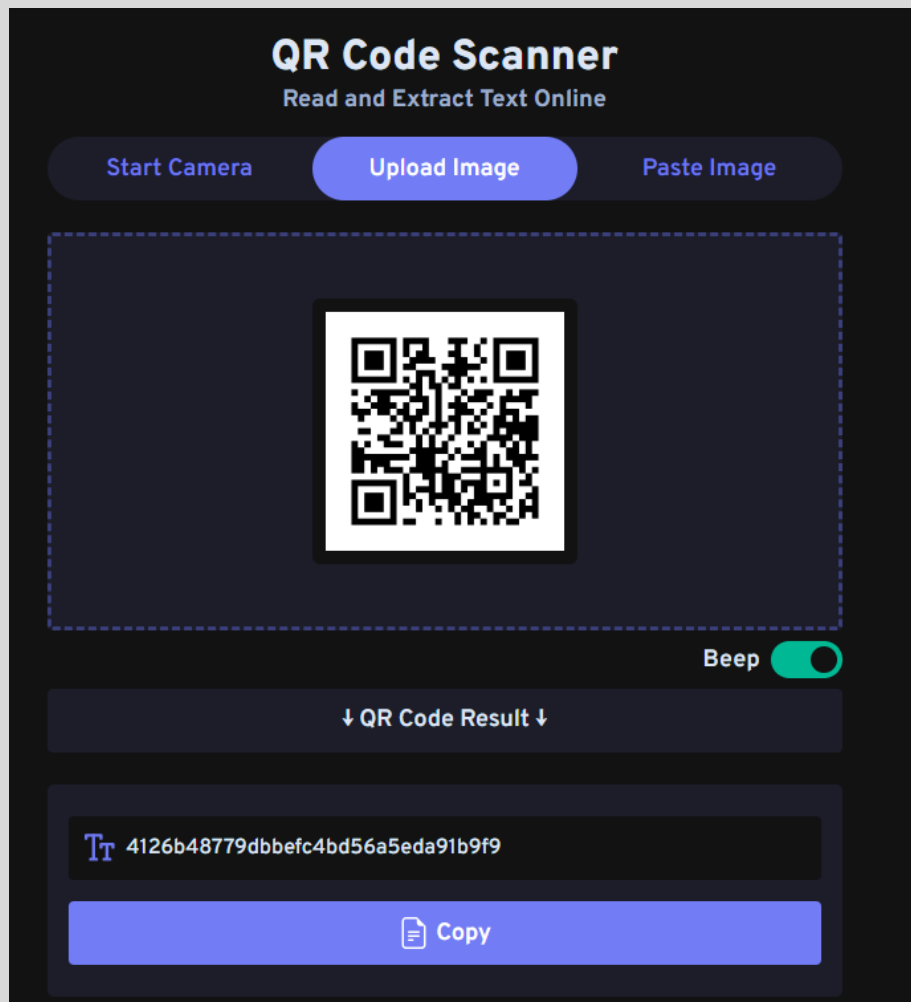 QR Code Scanner
Read and Extract Text Online
Start Camera Upload Image Paste Image
Beep
↓ QR Code Result ↓
4126b48779dbbefc4bd56a5eda91b9f9
Copy